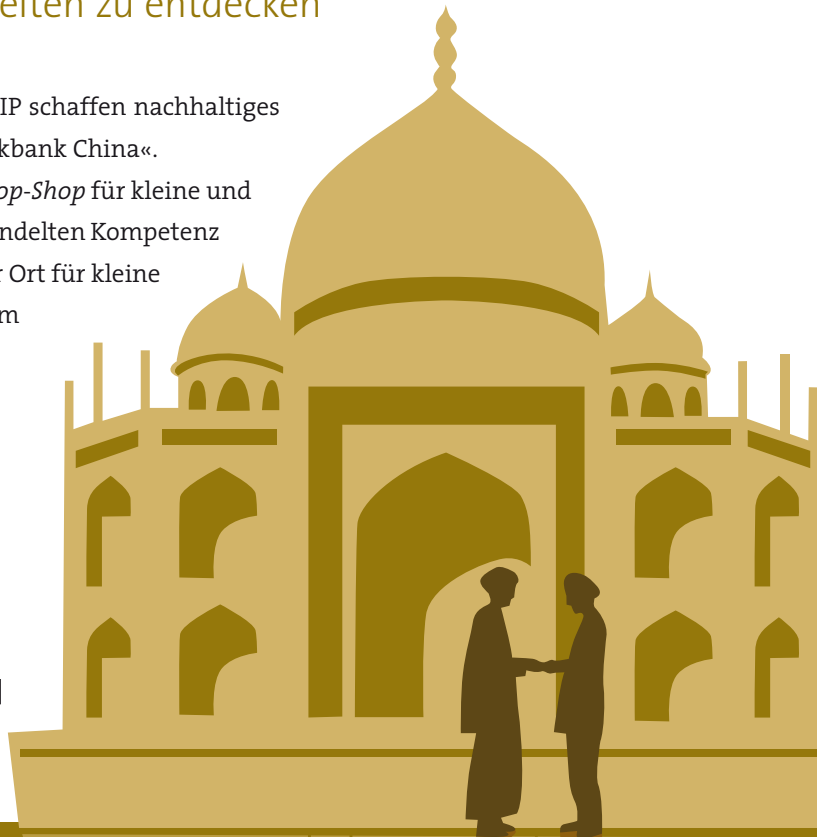 eiten zu entdecken
IP schaffen nachhaltiges
kbank China«.
op-Shop für kleine und
ndelten Kompetenz
r Ort für kleine
m